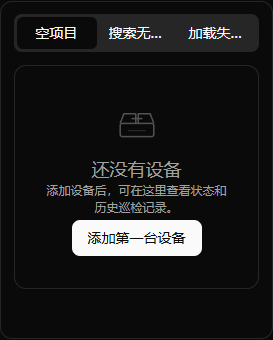 空项目
搜索无...
加载失...
还没有设备
添加设备后，可在这里查看状态和
历史巡检记录。
添加第一台设备